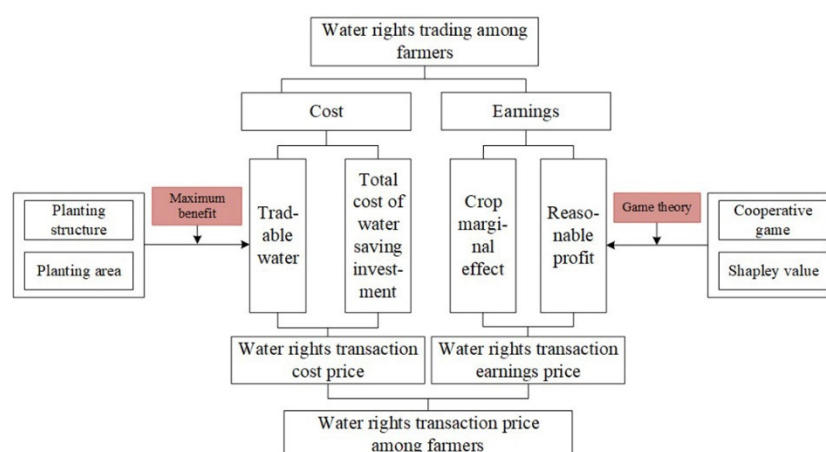 Water rights trading among
farmers
Cost
Earnings
Planting
structure
Planting area
Maximum
benefit
Trad-
able
water
Total
cost of
water
saving
invest-
ment
Crop
margi-
nal
effect
Reaso-
nable
profit
Game theory
Cooperative
game
Shapley value
Water rights transaction
cost price
Water rights transaction
earnings price
Water rights transaction price
among farmers